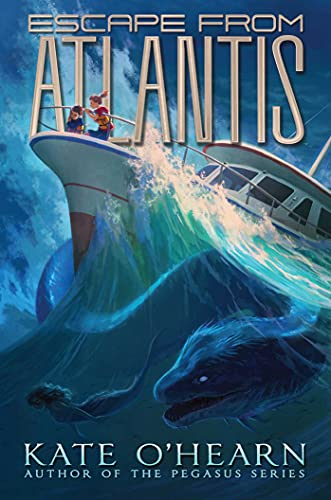 ESCAPE FROM
ATLANTIS
KATE O'HEARN
AUTHOR OF THE PEGASUS SERIES